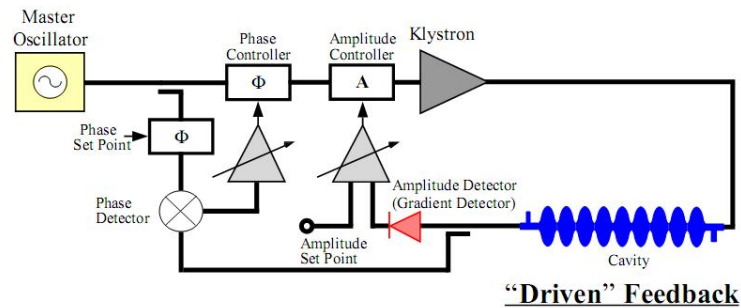 Master
Oscillator
Phase
Controller
Amplitude
Controller
Klystron
Φ
A
Phase
Set Point
Φ
Phase
Detector
Amplitude Detector
(Gradient Detector)
Amplitude
Set Point
Cavity
“Driven” Feedback